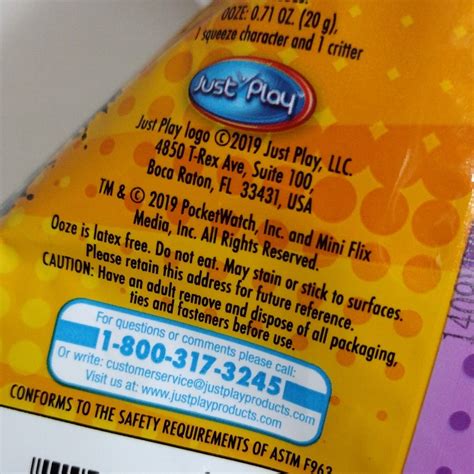 OOZE: 0.71 OZ. (20 g),
1 squeeze character and 1 critter
Just Play
Just Play logo ©2019 Just Play, LLC.
4850 T-Rex Ave, Suite 100,
Boca Raton, FL 33431, USA
TM & © 2019 PocketWatch, Inc. and Mini Flix
Media, Inc. All Rights Reserved.
Ooze is latex free. Do not eat. May stain or stick to surfaces.
Please retain this address for future reference.
CAUTION: Have an adult remove and dispose of all packaging,
ties and fasteners before use.
For questions or comments please call:
1-800-317-3245
Or write: customerservice@justplayproducts.com
Visit us at: www.justplayproducts.com
CONFORMS TO THE SAFETY REQUIREMENTS OF ASTM F963